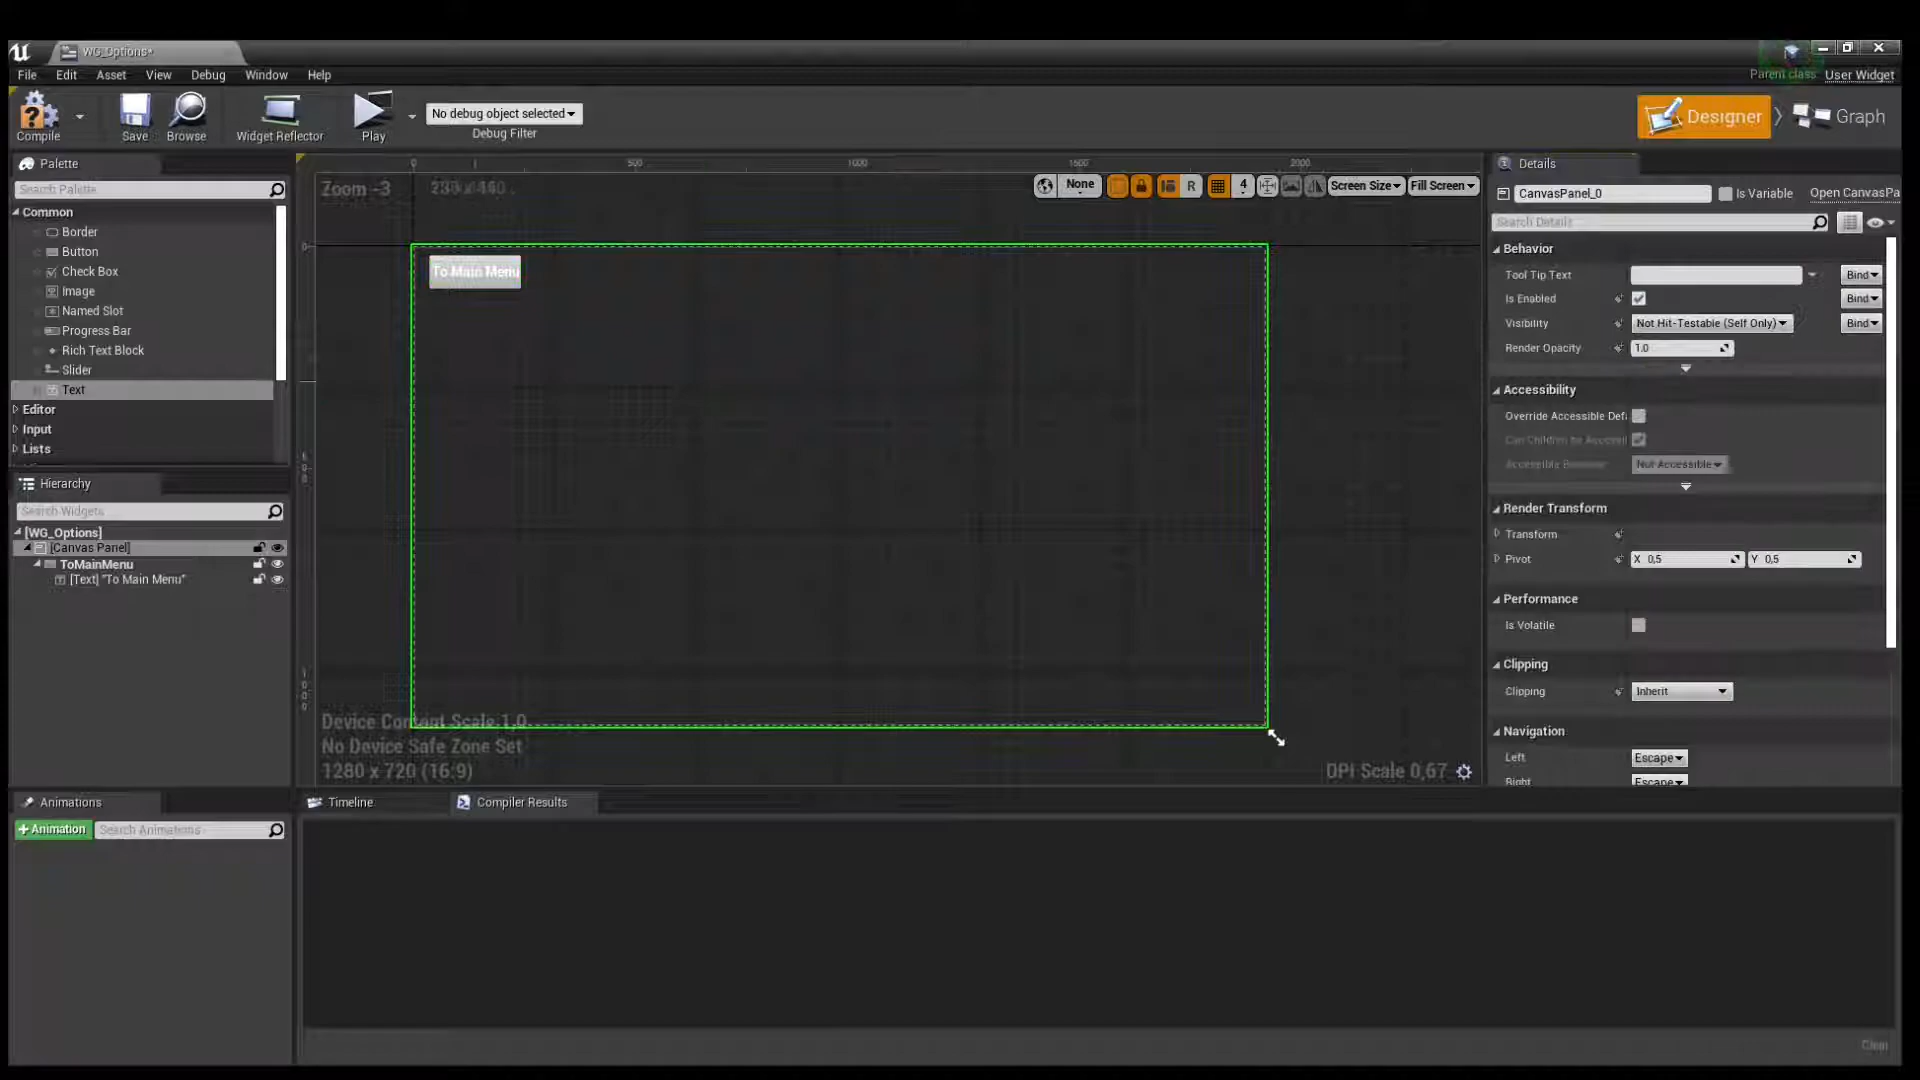 WG_Options*
File Edit Asset View Debug Window Help
Parent class: User Widget
Compile
Save
Browse
Widget Reflector
Play
No debug object selected
Debug Filter
Designer
Graph
Palette
Search Palette
Common
Border
Button
Check Box
Image
Named Slot
Progress Bar
Rich Text Block
Slider
Text
Editor
Input
Lists
Hierarchy
Search Widgets
[WG_Options]
[Canvas Panel]
ToMainMenu
[Text] "To Main Menu"
Animations
+Animation
Search Animations
0 500 1000 1500 2000
Zoom -3
None
R
4
Screen Size
Fill Screen
To Main Menu
Device Content Scale 1,0
No Device Safe Zone Set
1280 x 720 (16:9)
DPI Scale 0,67
Timeline
Compiler Results
Clear
Details
CanvasPanel_0
Is Variable
Open CanvasPa
Search Details
Behavior
Tool Tip Text
Bind
Is Enabled
Bind
Visibility
Not Hit-Testable (Self Only)
Bind
Render Opacity
1.0
Accessibility
Override Accessible Def
Can Children be Accessi
Accessible Behavior
Not Accessible
Render Transform
Transform
Pivot
X 0,5
Y 0,5
Performance
Is Volatile
Clipping
Clipping
Inherit
Navigation
Left
Escape
Right
Escape